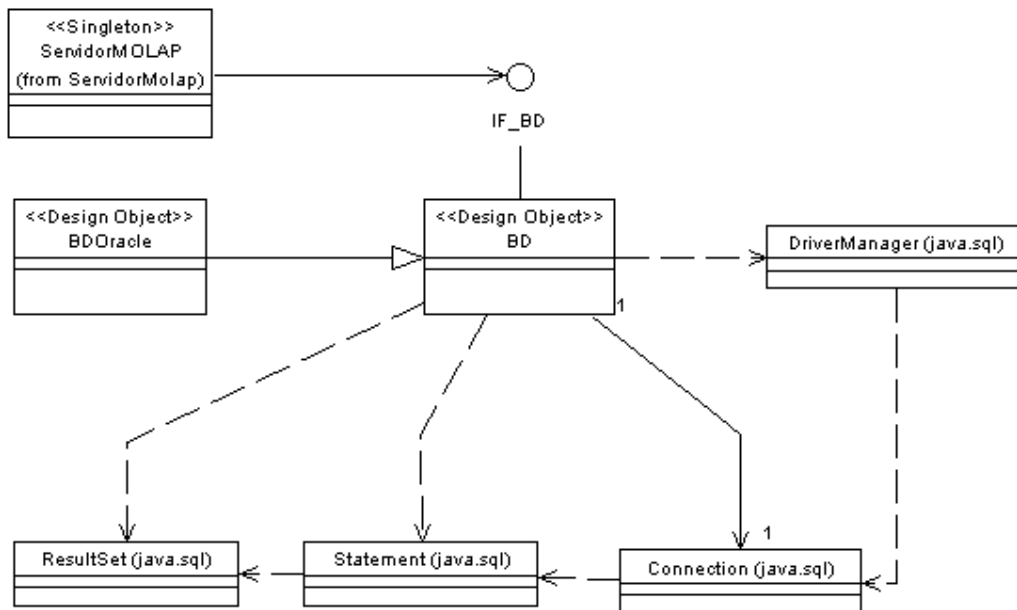 <<Singleton>>
ServidorMOLAP
(from ServidorMolap)
IF_BD
<<Design Object>>
BDOracle
<<Design Object>>
BD
DriverManager (java.sql)
1
1
ResultSet (java.sql)
Statement (java.sql)
Connection (java.sql)